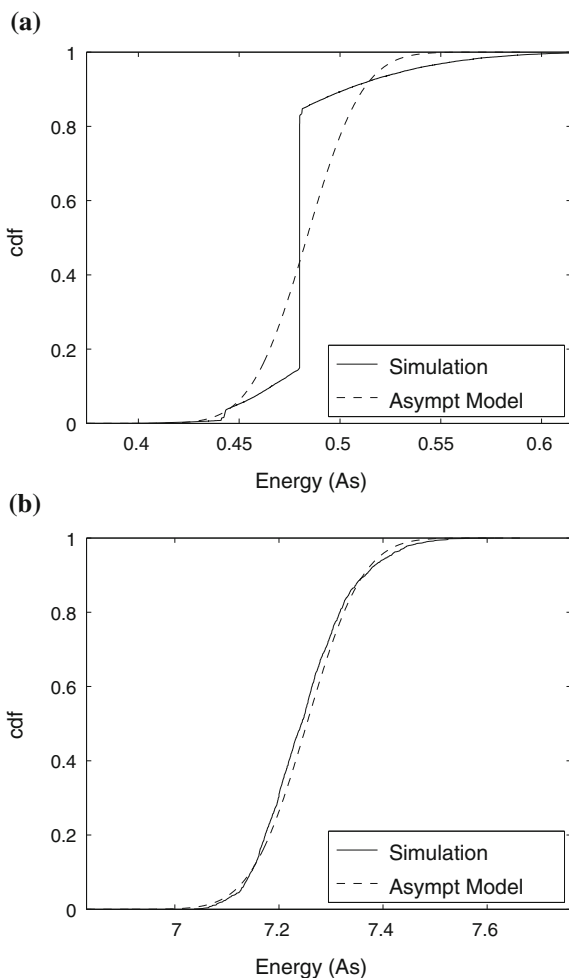 (a)
1
0.8
0.6
0.4
0.2
0
cdf
Simulation
Asympt Model
0.4 0.45 0.5 0.55 0.6
Energy (As)
(b)
1
0.8
0.6
0.4
0.2
0
cdf
Simulation
Asympt Model
7 7.2 7.4 7.6
Energy (As)